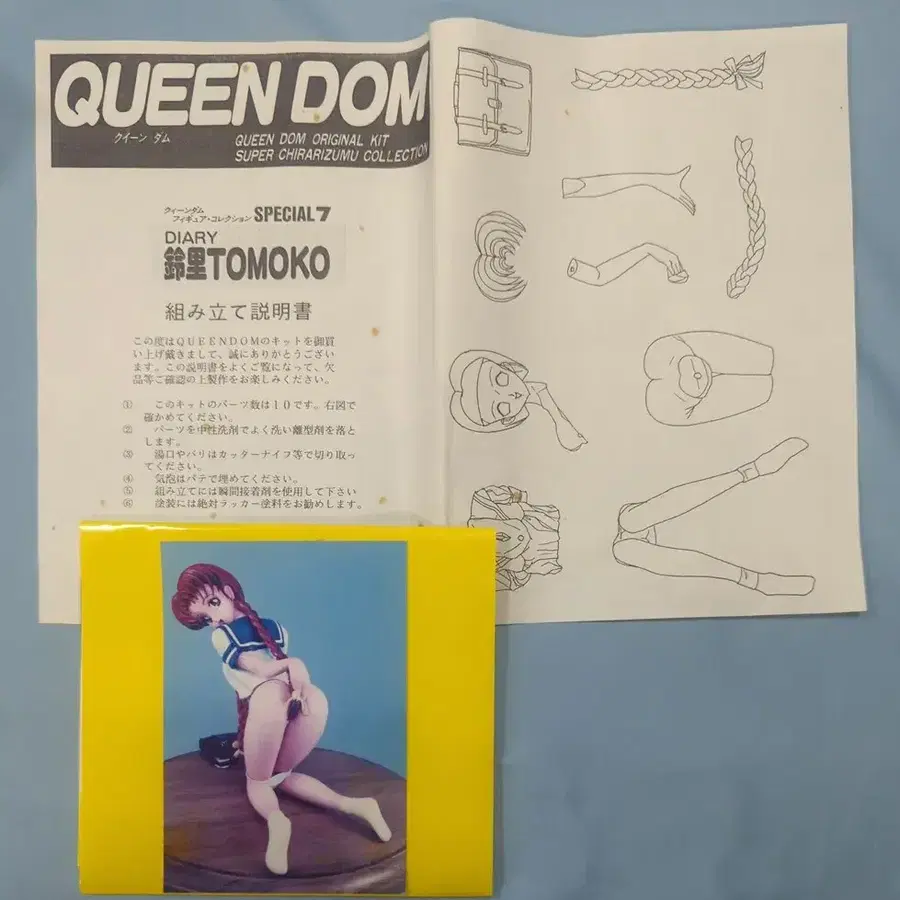 QUEEN DOM
クイーン ダム
QUEEN DOM ORIGINAL KIT
SUPER CHIRARIZUMU COLLECTION
クィーンダム
フィギュア・コレクション SPECIAL 7
DIARY
鈴里TOMOKO
組み立て説明書
この度はQUEENDOMのキットを御買
い上げ戴きまして、誠にありがとうござい
ます。この説明書をよくご覧になって、欠
品等ご確認の上製作をお楽しみください。
① このキットのパーツ数は10です。右図で
確かめてください。
② パーツを中性洗剤でよく洗い離型剤を落と
します。
③ 湯口やバリはカッターナイフ等で切り取っ
てください。
④ 気泡はパテで埋めてください。
⑤ 組み立てには瞬間接着剤を使用して下さい
⑥ 塗装には絶対ラッカー塗料をお勧めします。